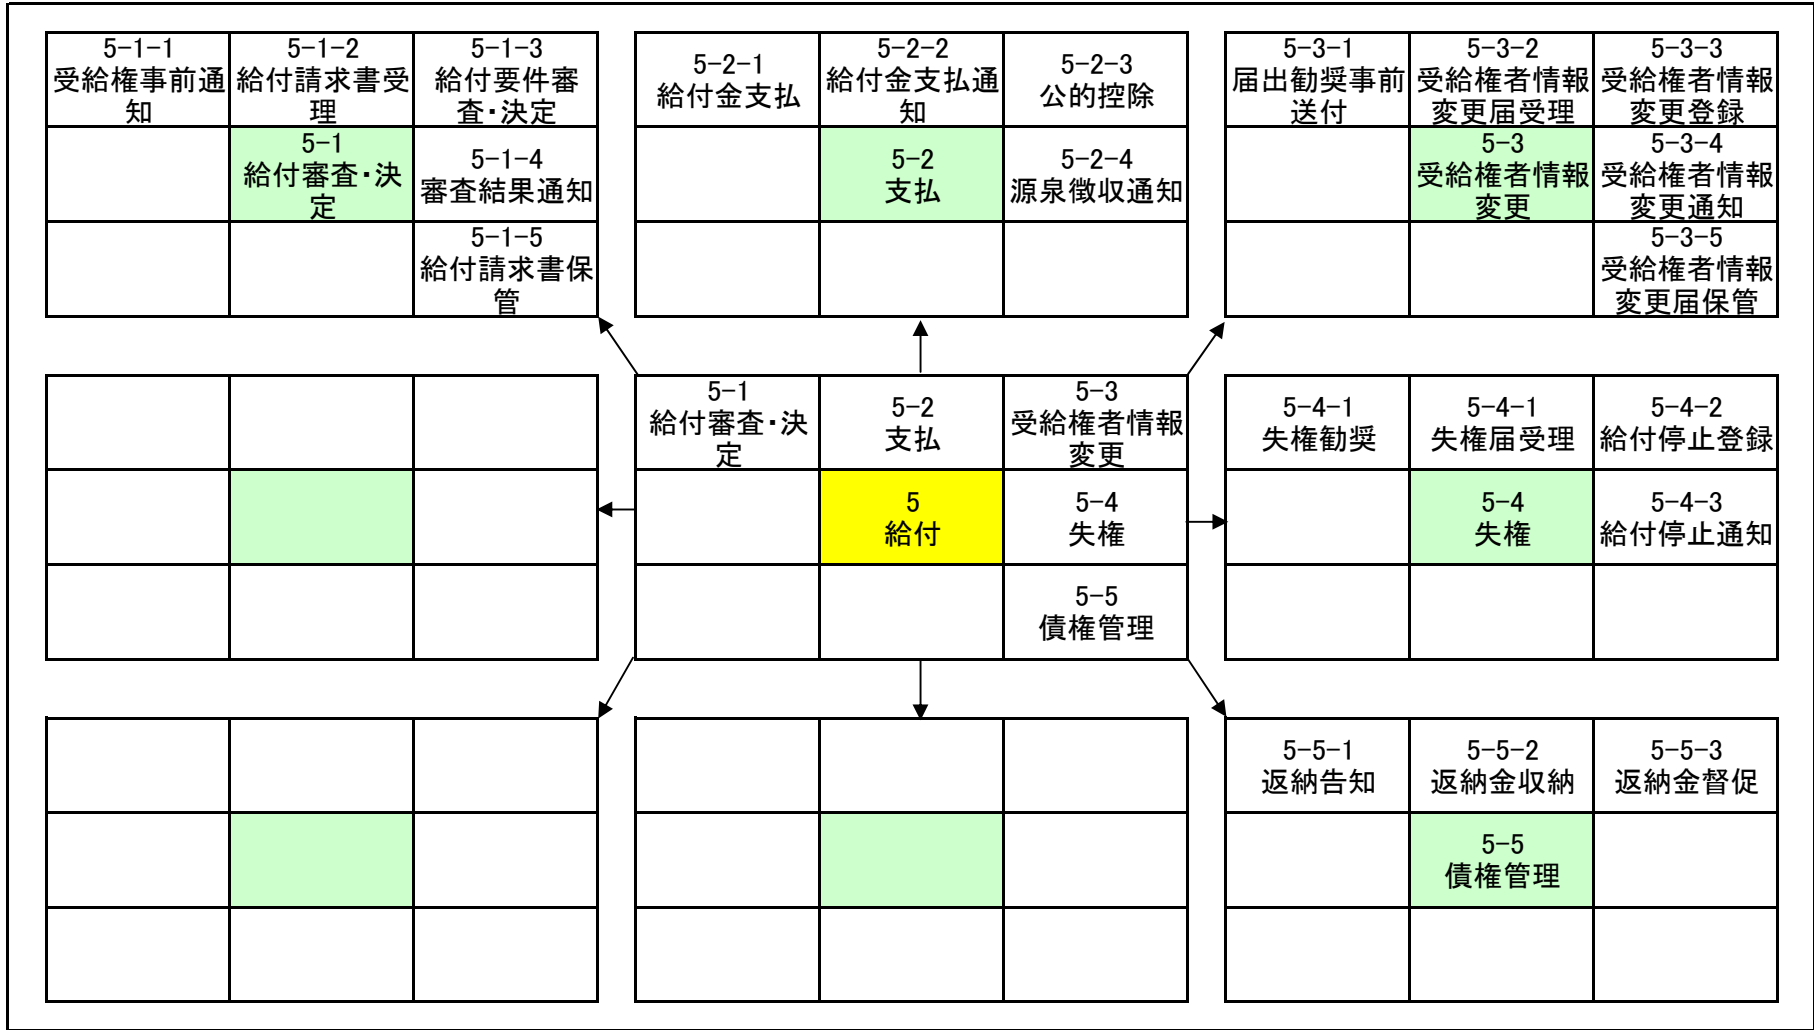 5-1-1
受給権事前通
知
5-1-2
給付請求書受
理
5-1-3
給付要件審
査・決定
5-1
給付審査・決
定
5-1-4
審査結果通知
5-1-5
給付請求書保
管
5-2-1
給付金支払
5-2-2
給付金支払通
知
5-2-3
公的控除
5-2
支払
5-2-4
源泉徴収通知
5-3-1
届出勧奨事前
送付
5-3-2
受給権者情報
変更届受理
5-3-3
受給権者情報
変更登録
5-3
受給権者情報
変更
5-3-4
受給権者情報
変更通知
5-3-5
受給権者情報
変更届保管
5-1
給付審査・決
定
5-2
支払
5-3
受給権者情報
変更
5
給付
5-4
失権
5-5
債権管理
5-4-1
失権勧奨
5-4-1
失権届受理
5-4-2
給付停止登録
5-4
失権
5-4-3
給付停止通知
5-5-1
返納告知
5-5-2
返納金収納
5-5-3
返納金督促
5-5
債権管理